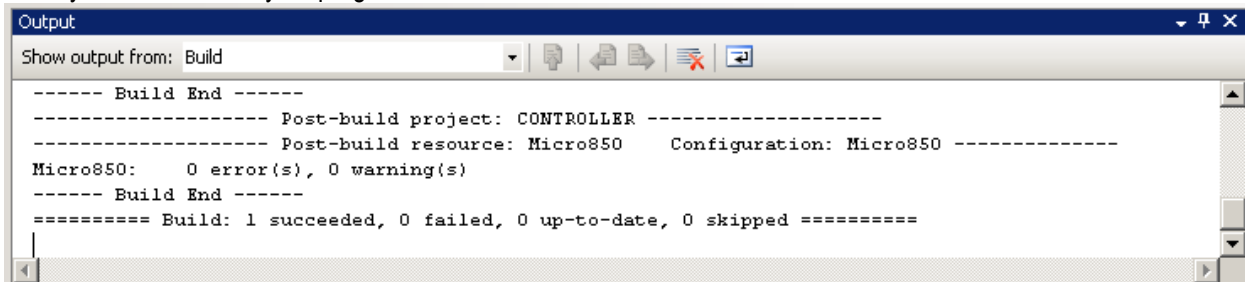 Output
Show output from: Build
------ Build End ------
-------------------- Post-build project: CONTROLLER --------------------
-------------------- Post-build resource: Micro850    Configuration: Micro850 --------------
Micro850:    0 error(s), 0 warning(s)
------ Build End ------
========== Build: 1 succeeded, 0 failed, 0 up-to-date, 0 skipped ==========